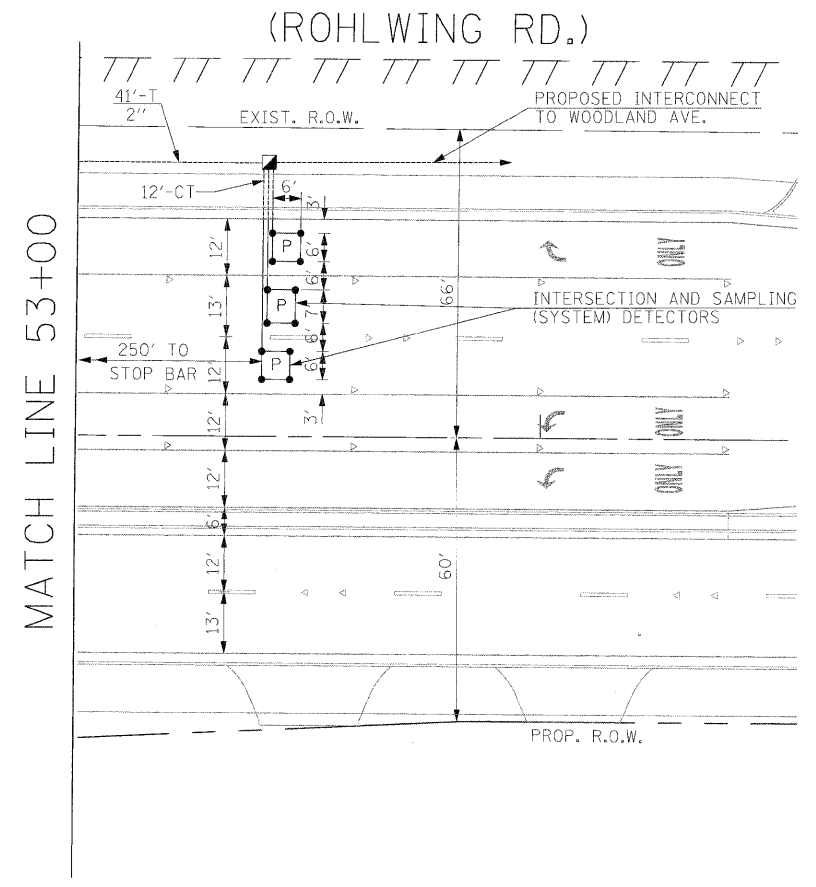 (ROHLWING RD.)
41'-T
2"
EXIST. R.O.W.
PROPOSED INTERCONNECT
TO WOODLAND AVE.
12'-CT
6'
3'
12'
P
6'
ONLY
6'
66'
13'
P
7'
INTERSECTION AND SAMPLING
(SYSTEM) DETECTORS
6'
250' TO
STOP BAR
12'
P
6'
3'
12'
ONLY
MATCH LINE 53+00
12'
ONLY
6'
12'
60'
13'
PROP. R.O.W.